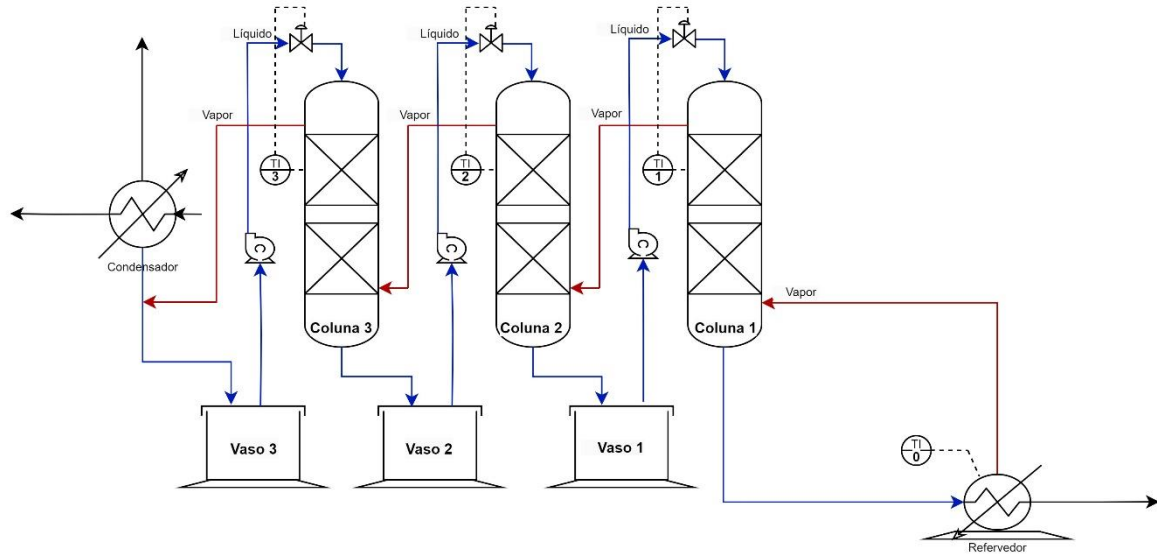 Líquido
Líquido
Líquido
Vapor
Vapor
Vapor
TI
3
TI
2
TI
1
C
C
C
Condensador
Vapor
Coluna 3
Coluna 2
Coluna 1
Vaso 3
Vaso 2
Vaso 1
TI
0
Refervedor